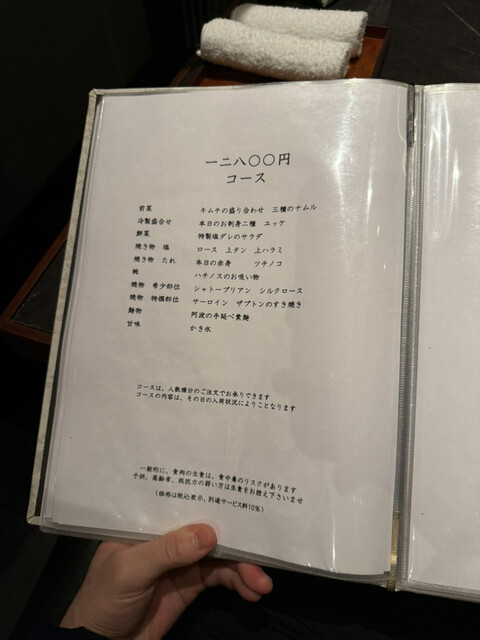 一二八〇〇円
コース
前菜 キムチの盛り合わせ 三種のナムル
冷製盛合せ 本日のお刺身二種 ユッケ
鮮菜 特製塩ダレのサラダ
焼き物 塩 ロース 上タン 上ハラミ
焼き物 たれ 本日の赤身 ツチノコ
椀 ハチノスのお吸い物
焼物 希少部位 シャトーブリアン シルクロース
焼物 特撰部位 サーロイン ザブトンのすき焼き
麺物 阿波の手延べ素麺
甘味 かき氷
コースは、人数様分のご注文でお承りできます
コースの内容は、その日の入荷状況によりことなります
一般的に、食肉の生食は、食中毒のリスクがあります
子供、高齢者、抵抗力の弱い方は生食をお控え下さいませ
(価格は税込表示、別途サービス料10%)